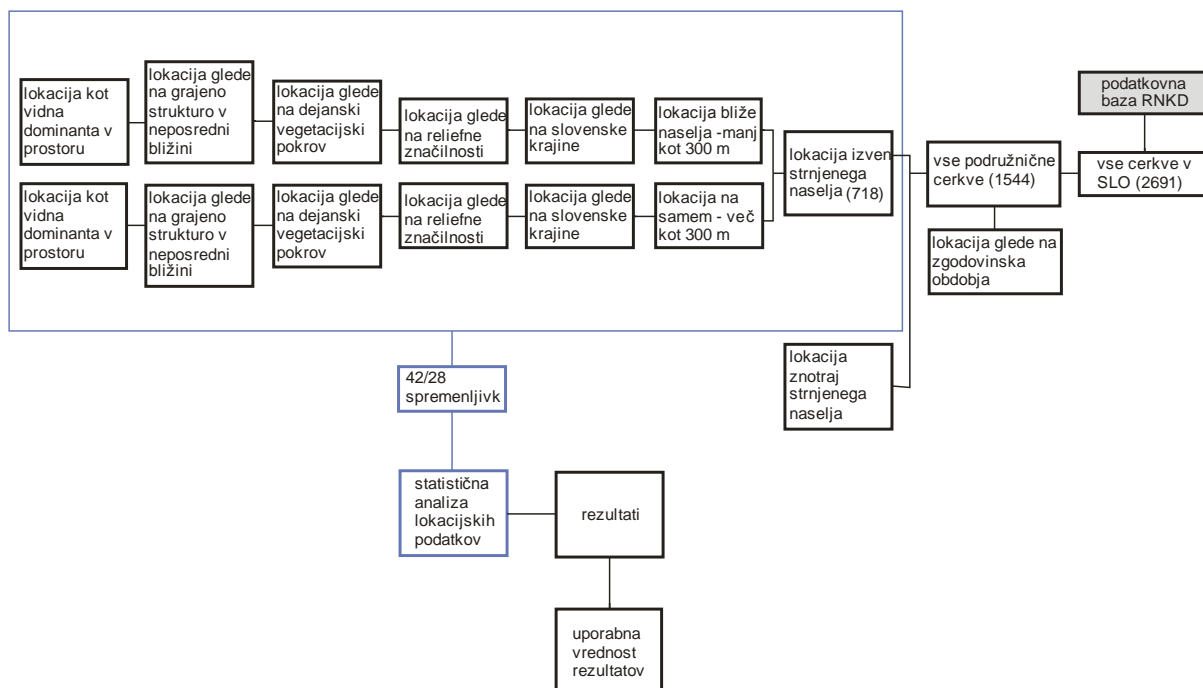 lokacija kot
vidna
dominanta v
prostoru
lokacija glede
na grajeno
strukturo v
neposredni
bližini
lokacija glede
na dejanski
vegetacijski
pokrov
lokacija glede
na reliefne
značilnosti
lokacija glede
na slovenske
krajine
lokacija bliže
naselja -manj
kot 300 m
lokacija kot
vidna
dominanta v
prostoru
lokacija glede
na grajeno
strukturo v
neposredni
bližini
lokacija glede
na dejanski
vegetacijski
pokrov
lokacija glede
na reliefne
značilnosti
lokacija glede
na slovenske
krajine
lokacija na
samem - več
kot 300 m
lokacija izven
strnjenega
naselja
(718)
vse podružnične
cerkve (1544)
podatkovna
baza RNKD
vse cerkve v
SLO (2691)
lokacija glede na
zgodovinska
obdobja
lokacija
znotraj
strnjenega
naselja
42/28
spremenljivk
statistična
analiza
lokacijskih
podatkov
rezultati
uporabna
vrednost
rezultatov